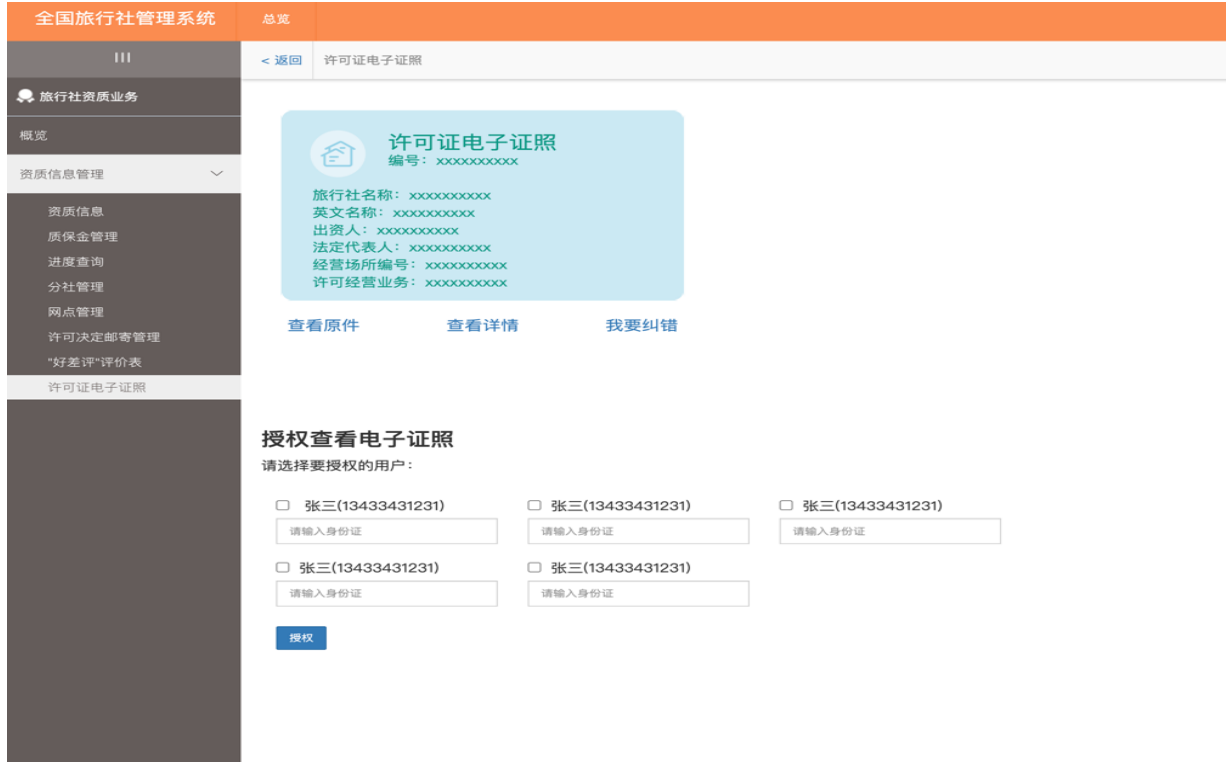 全国旅行社管理系统
总览
< 返回
许可证电子证照
旅行社资质业务
概览
资质信息管理
资质信息
质保金管理
进度查询
分社管理
网点管理
许可决定邮寄管理
"好差评"评价表
许可证电子证照
许可证电子证照
编号：xxxxxxxxxx
旅行社名称：xxxxxxxxxx
英文名称：xxxxxxxxxx
出资人：xxxxxxxxxx
法定代表人：xxxxxxxxxx
经营场所编号：xxxxxxxxxx
许可经营业务：xxxxxxxxxx
查看原件 查看详情 我要纠错
授权查看电子证照
请选择要授权的用户：
张三(13433431231) 张三(13433431231) 张三(13433431231)
请输入身份证 请输入身份证 请输入身份证
张三(13433431231) 张三(13433431231)
请输入身份证 请输入身份证
授权